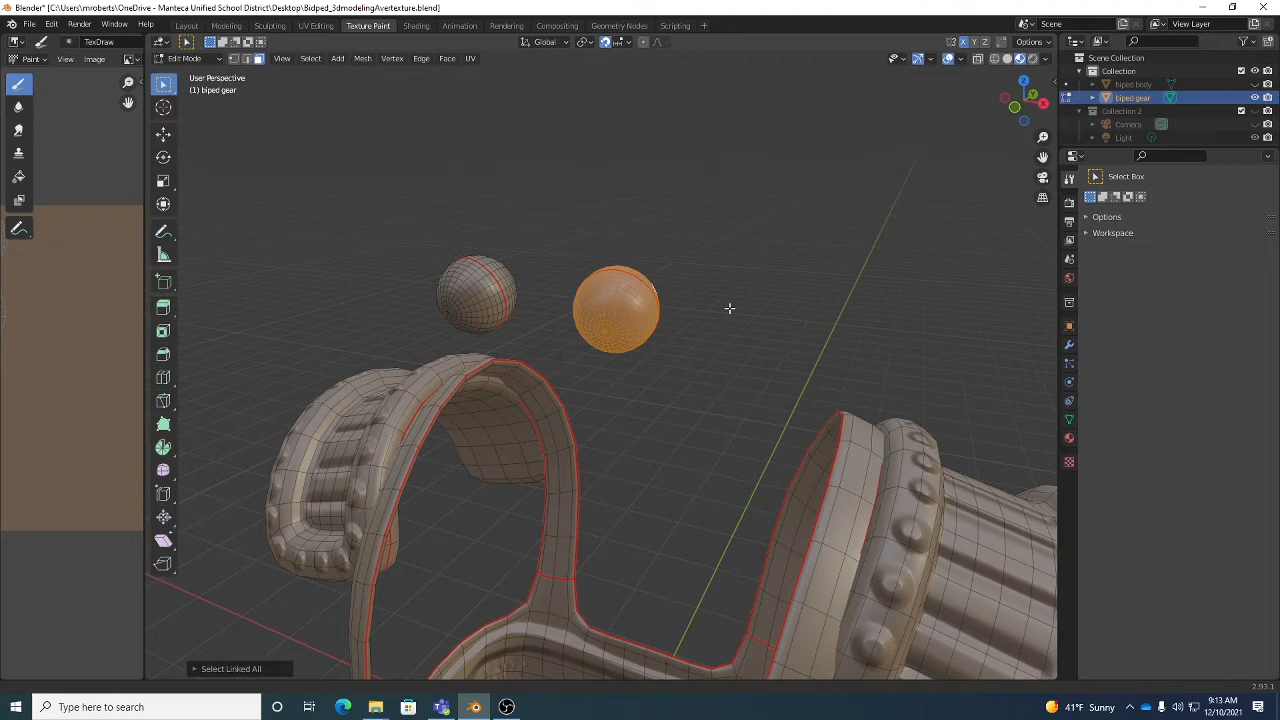 Blender* [C:\Users\mroberts\OneDrive - Manteca Unified School District\Desktop\Bidped_3dmodelingAvertexture.blend]
File Edit Render Window Help Layout Modeling Sculpting UV Editing Texture Paint Shading Animation Rendering Compositing Geometry Nodes Scripting Scene View Layer
TexDraw Global X Y Z Options
Paint View Image Edit Mode View Select Add Mesh Vertex Edge Face UV
User Perspective
(1) biped gear
Scene Collection
Collection
biped body
biped gear
Collection 2
Camera
Light
Select Box
Options
Workspace
Z
Y
X
Select Linked All
2.93.1
Type here to search
41°F Sunny
9:13 AM
12/10/2021